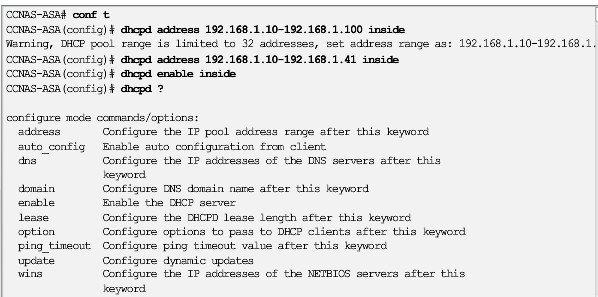 CCNAS-ASA# conf t
CCNAS-ASA(config)# dhcpd address 192.168.1.10-192.168.1.100 inside
Warning, DHCP pool range is limited to 32 addresses, set address range as: 192.168.1.10-192.168.1.
CCNAS-ASA(config)# dhcpd address 192.168.1.10-192.168.1.41 inside
CCNAS-ASA(config)# dhcpd enable inside
CCNAS-ASA(config)# dhcpd ?
configure mode commands/options:
address Configure the IP pool address range after this keyword
auto_config Enable auto configuration from client
dns Configure the IP addresses of the DNS servers after this
keyword
domain Configure DNS domain name after this keyword
enable Enable the DHCP server
lease Configure the DHCPD lease length after this keyword
option Configure options to pass to DHCP clients after this keyword
ping_timeout Configure ping timeout value after this keyword
update Configure dynamic updates
wins Configure the IP addresses of the NETBIOS servers after this
keyword